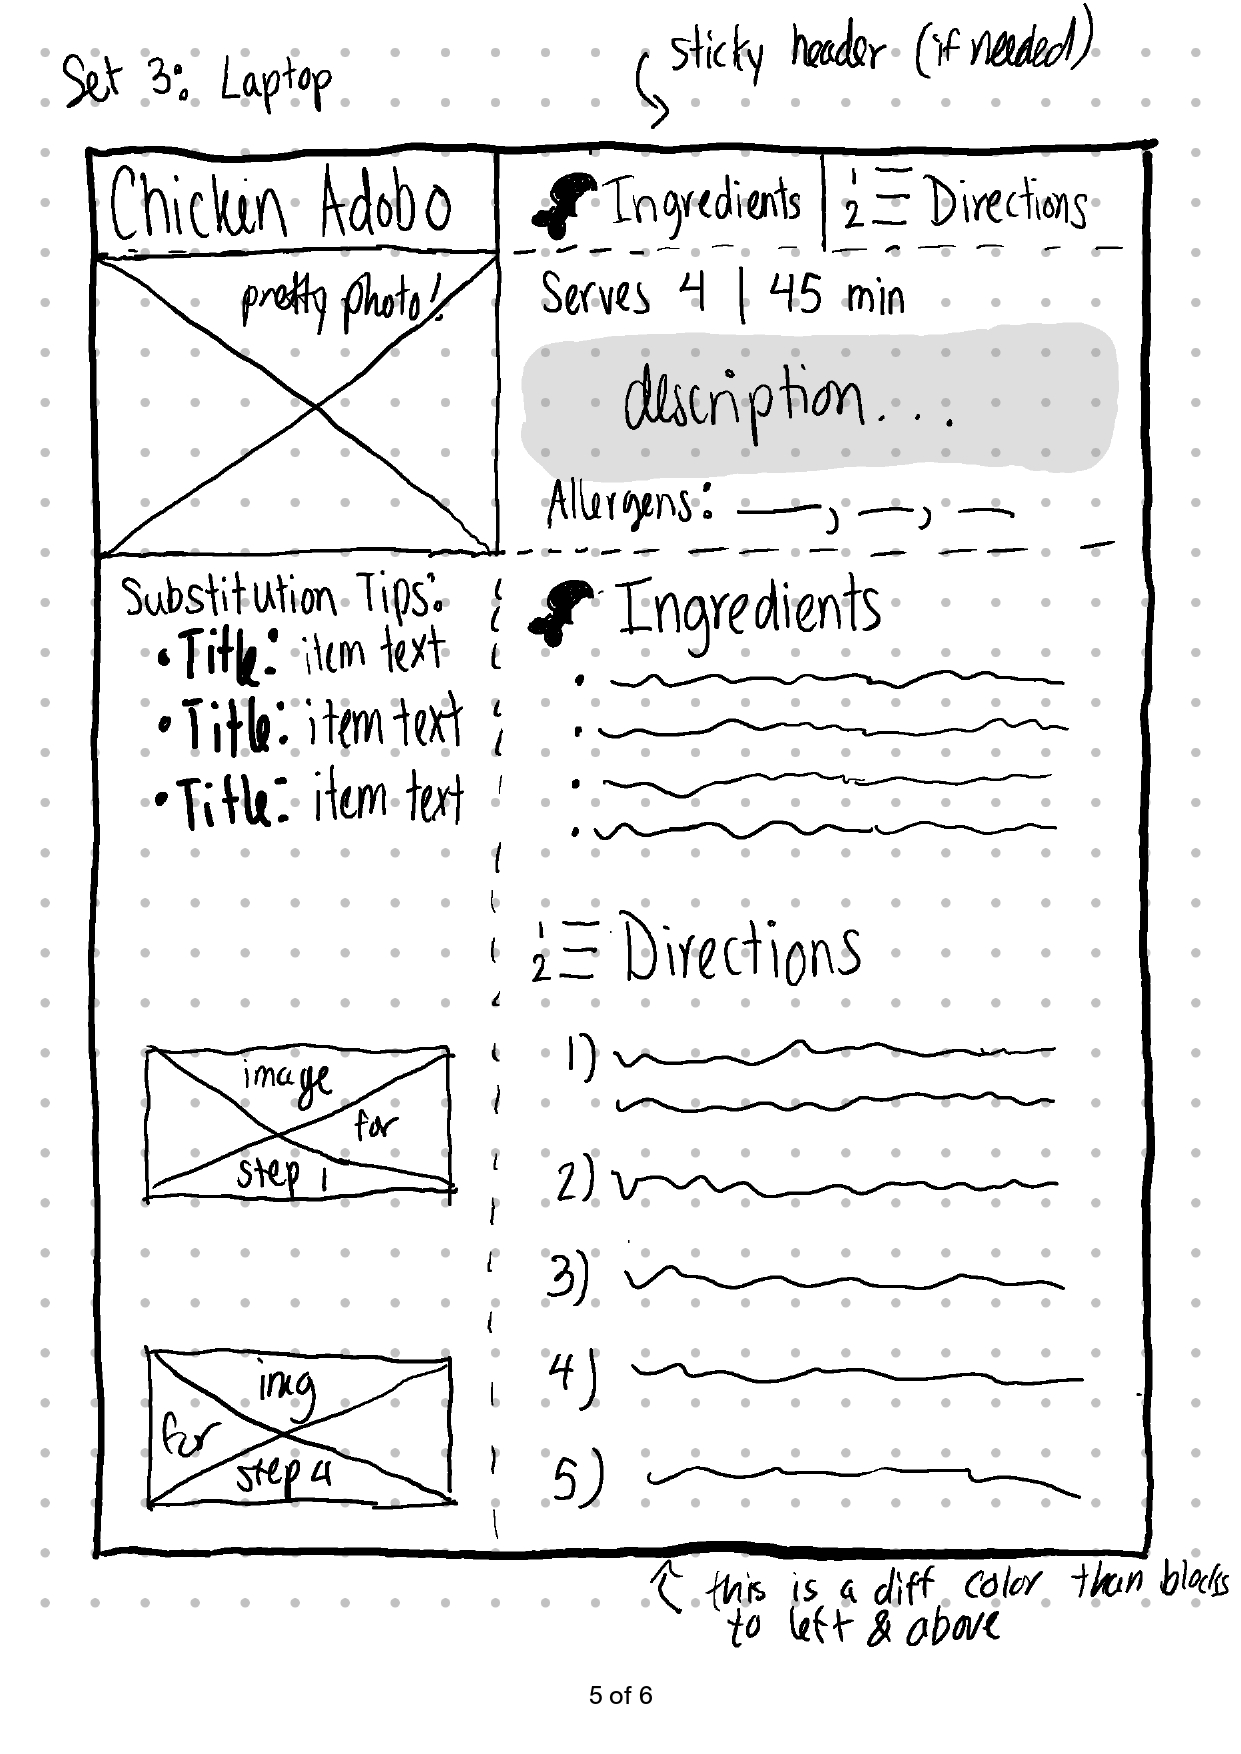 Set 3: Laptop
sticky header (if needed)
Chicken Adobo
Ingredients
1
2
Directions
pretty photo!
Serves 4 | 45 min
description...
Allergens: ___, __, __
Substitution Tips:
• Title: item text
• Title: item text
• Title: item text
Ingredients
1
2
Directions
image
for
step 1
img
for
step 4
1)
2)
3)
4)
5)
this is a diff color than blocks
to left & above
5 of 6